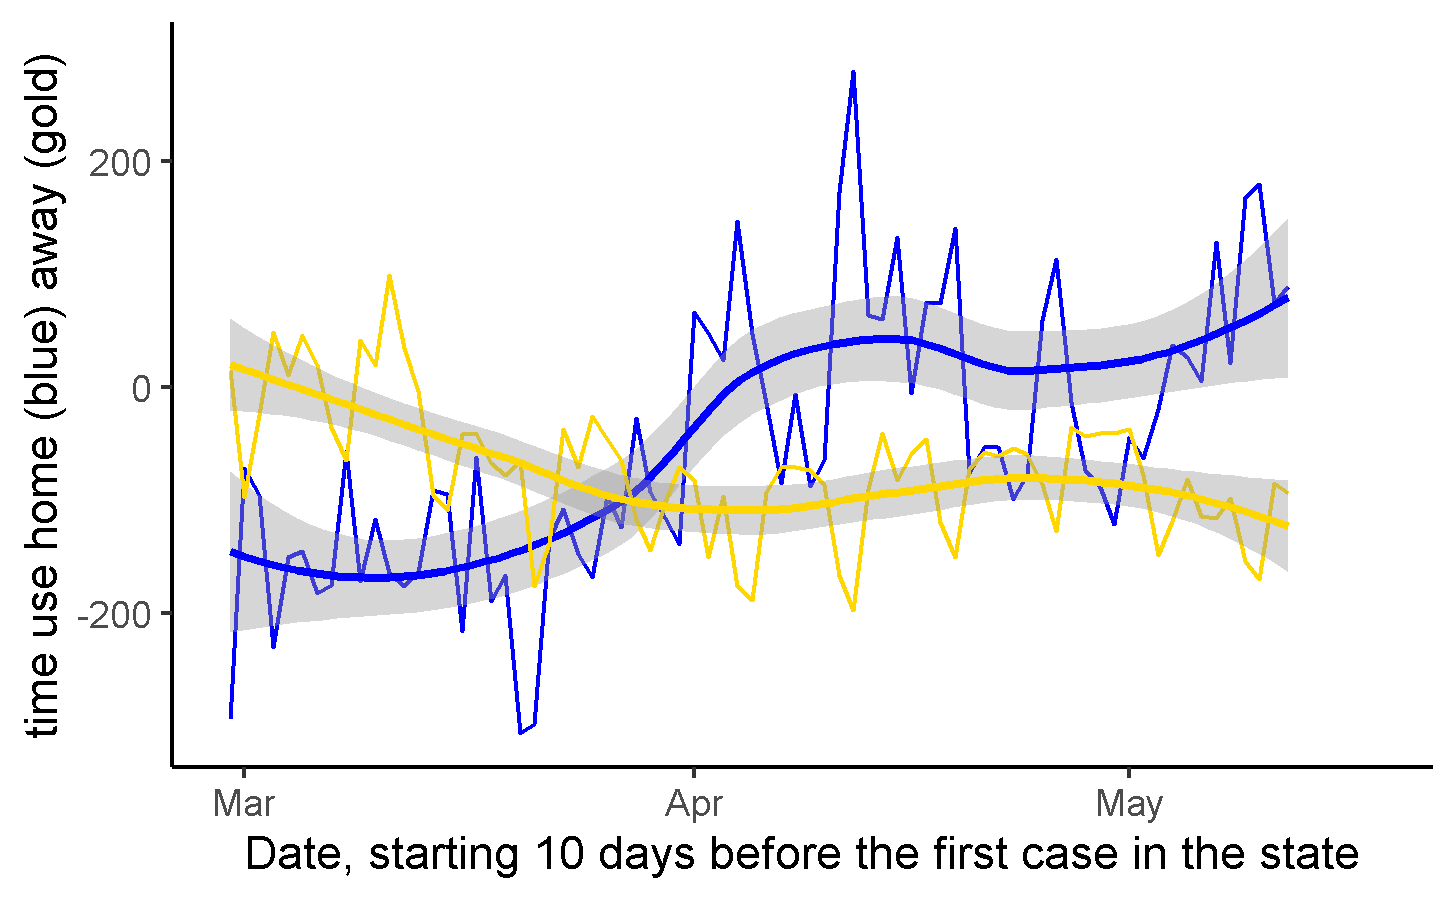 time use home (blue) away (gold)
200
0
-200
Mar
Apr
May
Date, starting 10 days before the first case in the state